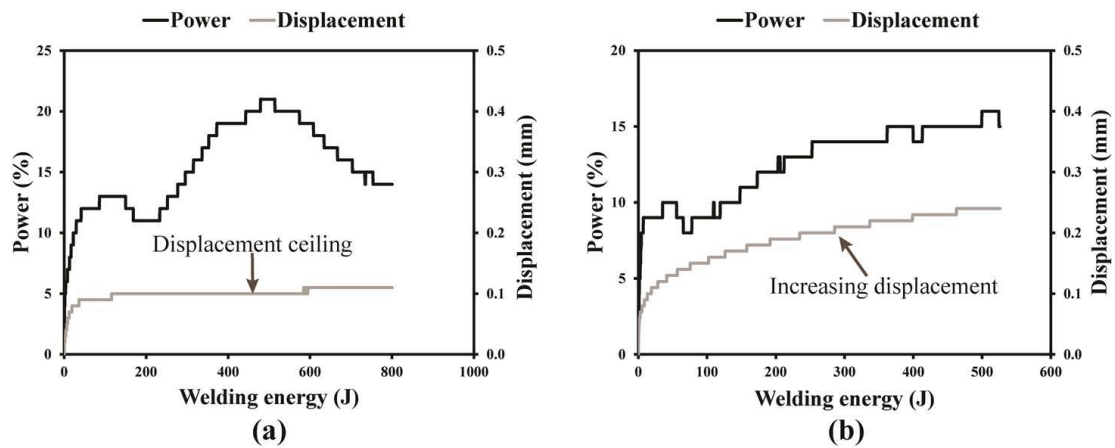 Power Displacement
25
20
15
10
5
0
Power (%)
0.5
0.4
0.3
0.2
0.1
0.0
Displacement (mm)
Displacement ceiling
0 200 400 600 800 1000
Welding energy (J)
(a)
Power Displacement
20
15
10
5
0
Power (%)
0.5
0.4
0.3
0.2
0.1
0.0
Displacement (mm)
Increasing displacement
0 100 200 300 400 500 600
Welding energy (J)
(b)